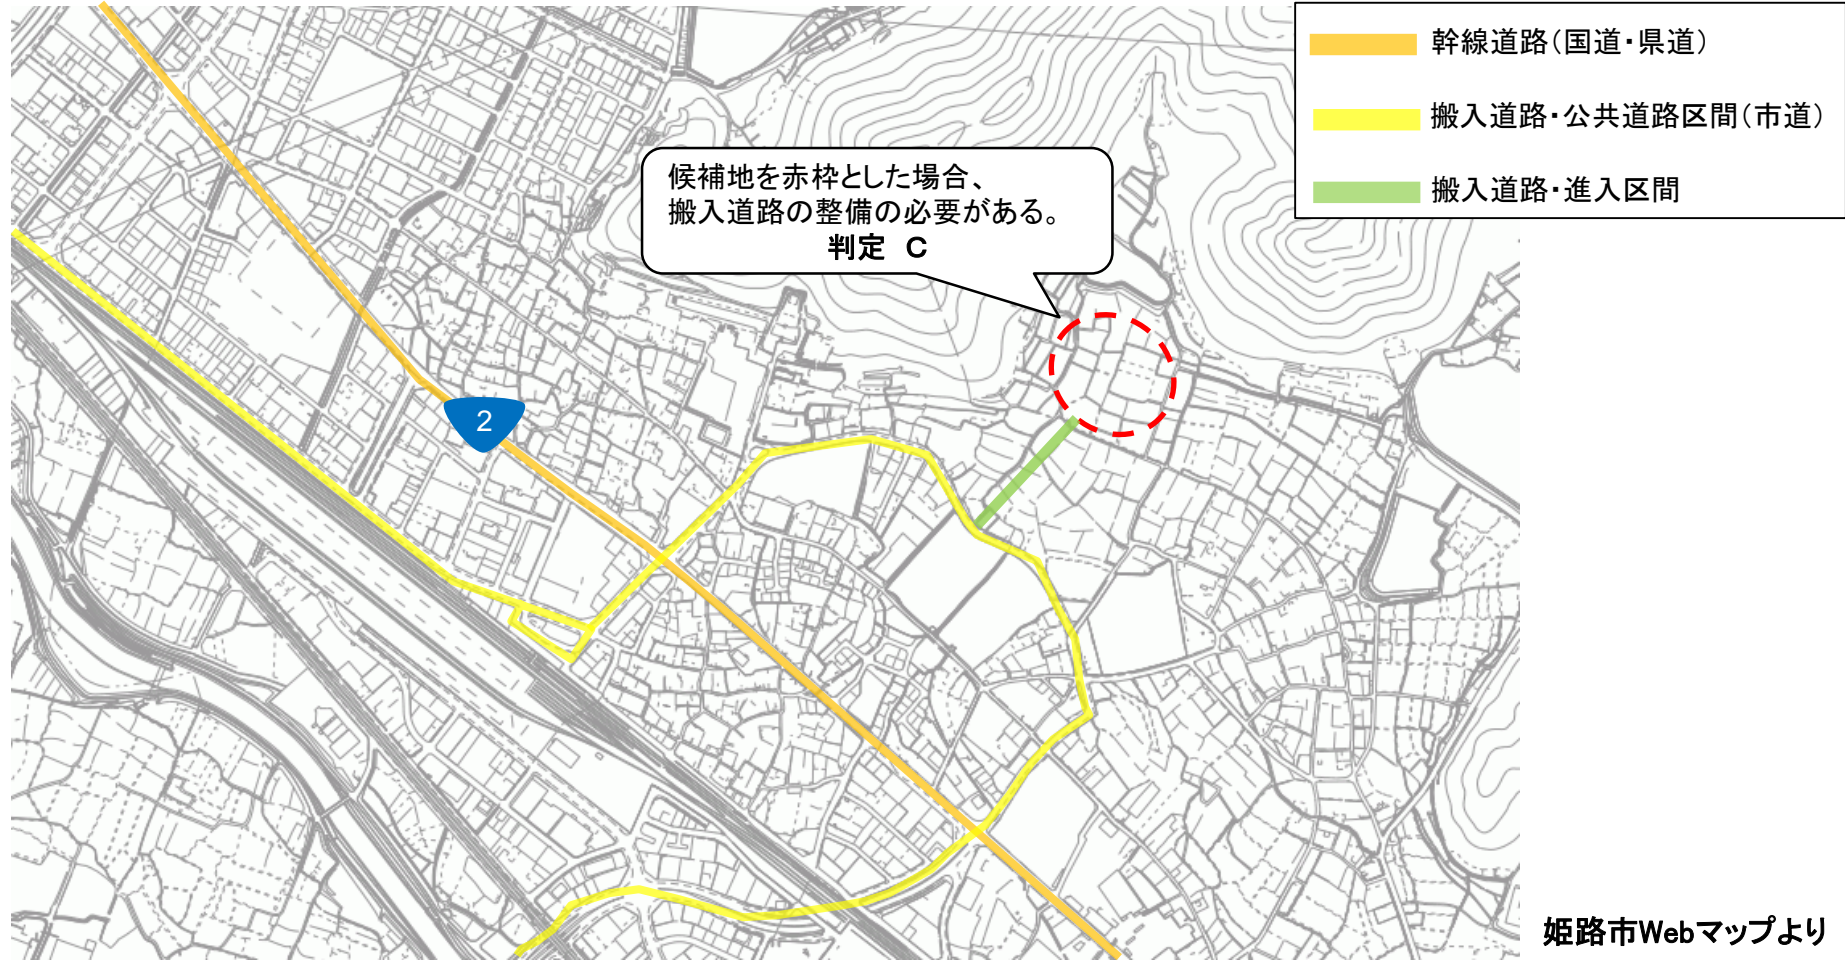 幹線道路(国道・県道)
搬入道路・公共道路区間(市道)
搬入道路・進入区間
候補地を赤枠とした場合、
搬入道路の整備の必要がある。
判定 C
2
姫路市Webマップより